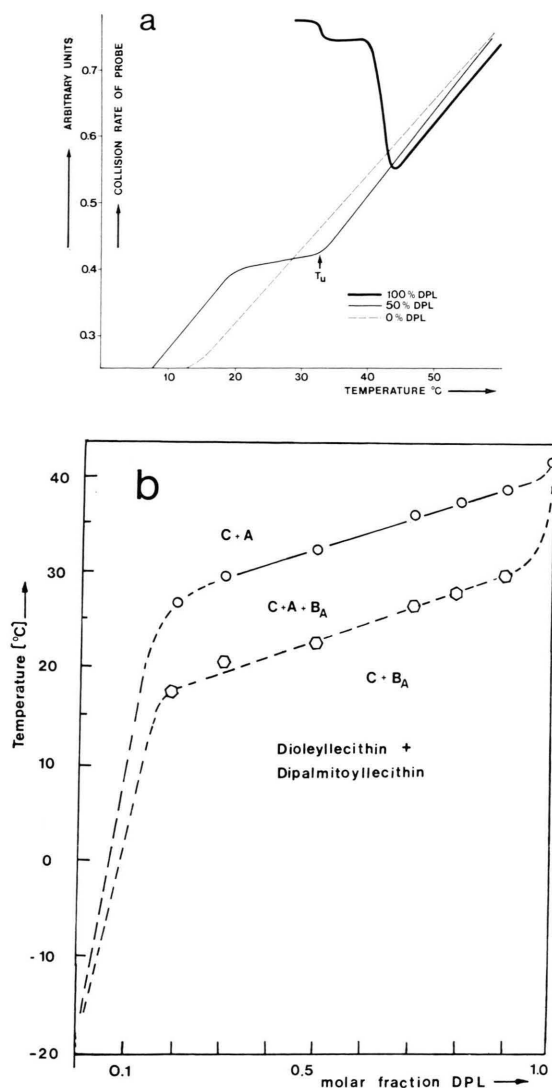 a
ARBITRARY UNITS
COLLISION RATE OF PROBE
0.7
0.6
0.5
0.4
0.3
Tu
100% DPL
50% DPL
0% DPL
10
20
30
40
50
TEMPERATURE °C
b
Temperature [°C]
40
30
20
10
0
-10
-20
C + A
C+A + BA
C + BA
Dioleyllecithin +
Dipalmitoyllecithin
0.1
0.5
1.0
molar fraction DPL